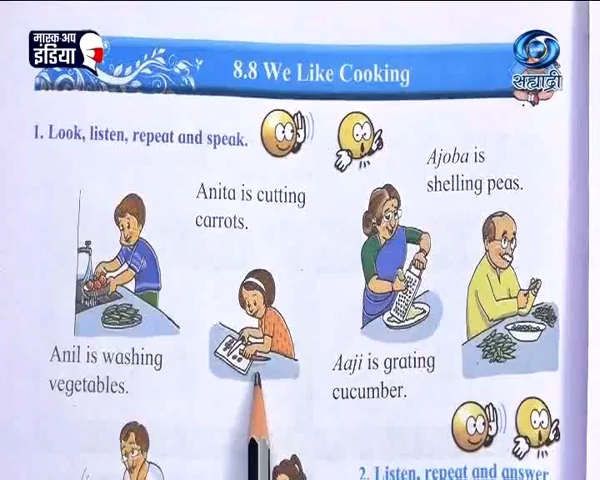 मास्क अप
इंडिया
सह्याद्री
8.8 We Like Cooking
1. Look, listen, repeat and speak.
Anita is cutting
carrots.
Ajoba is
shelling peas.
Anil is washing
vegetables.
Aaji is grating
cucumber.
2. Listen, repeat and answer